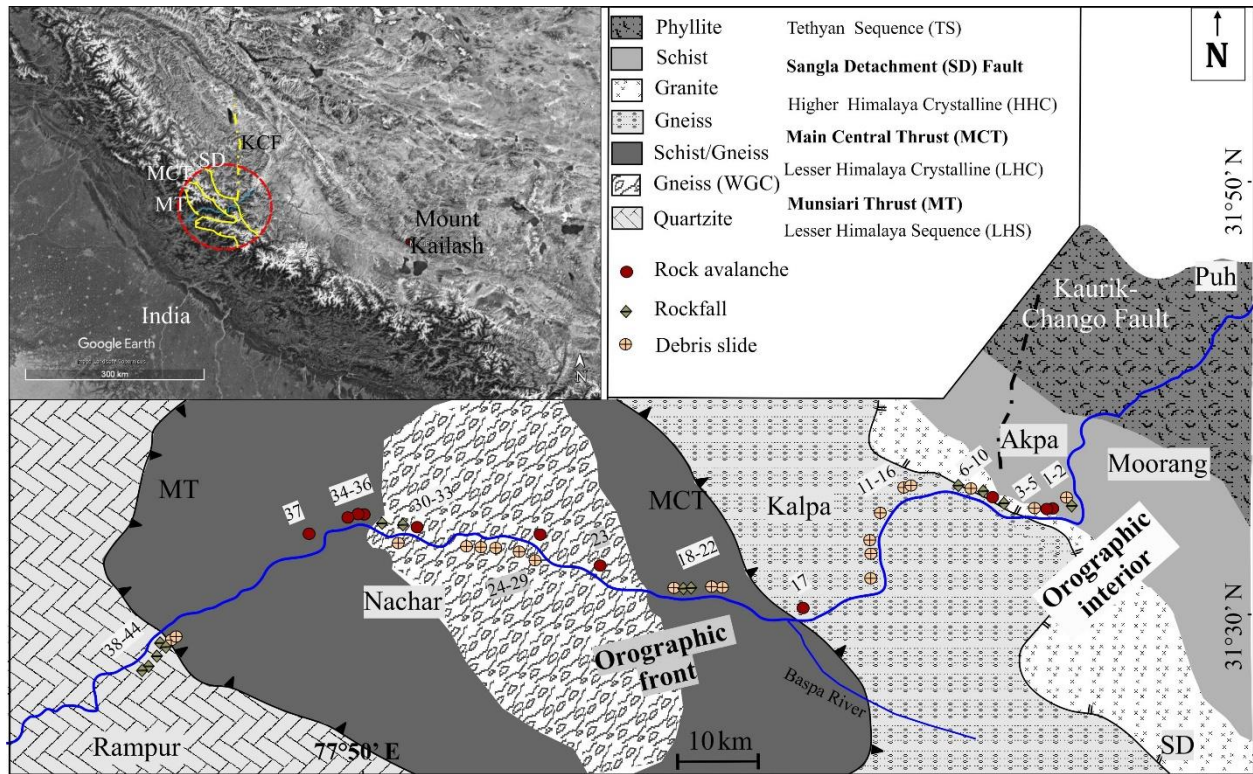 KCF
SD
MCT
MT
Mount
Kailash
India
Google Earth
300 km
N
Phyllite
Schist
Granite
Gneiss
Schist/Gneiss
Gneiss (WGC)
Quartzite
Rock avalanche
Rockfall
Debris slide
Tethyan Sequence (TS)
Sangla Detachment (SD) Fault
Higher Himalaya Crystalline (HHC)
Main Central Thrust (MCT)
Lesser Himalaya Crystalline (LHC)
Munsiari Thrust (MT)
Lesser Himalaya Sequence (LHS)
N
31°50’ N
Puh
Kaurik-
Chango Fault
Akpa
Moorang
1-2
3-5
6-10
11-16
Kalpa
MCT
MT
34-36
37
30-33
23
18-22
17
24-29
Nachar
Orographic
front
Orographic
interior
31°30’ N
38-44
Baspa River
Rampur
77°50’ E
10 km
SD